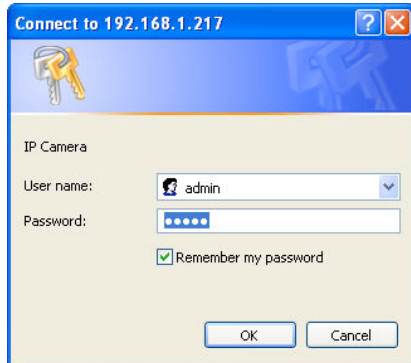 Connect to 192.168.1.217
IP Camera
User name:
admin
Password:
•••••
Remember my password
OK
Cancel